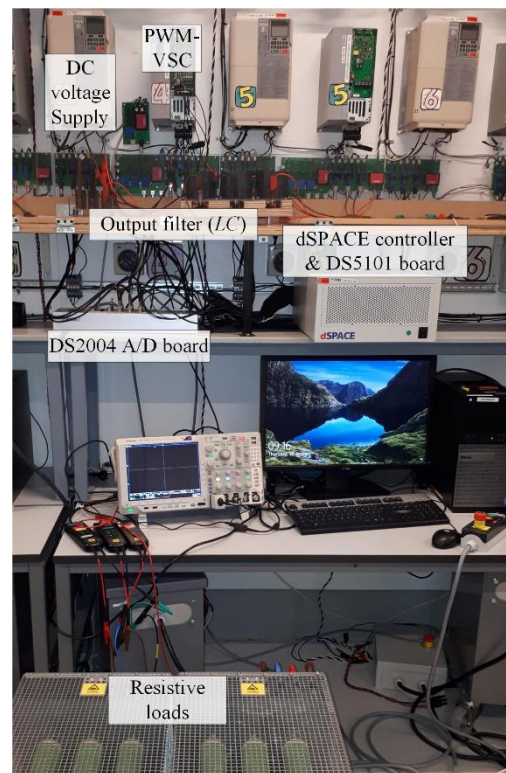 PWM-
VSC
DC
voltage
Supply
4
5
5
6
Output filter (LC)
dSPACE controller
& DS5101 board
6
dSPACE
DS2004 A/D board
09:16
Resistive
loads